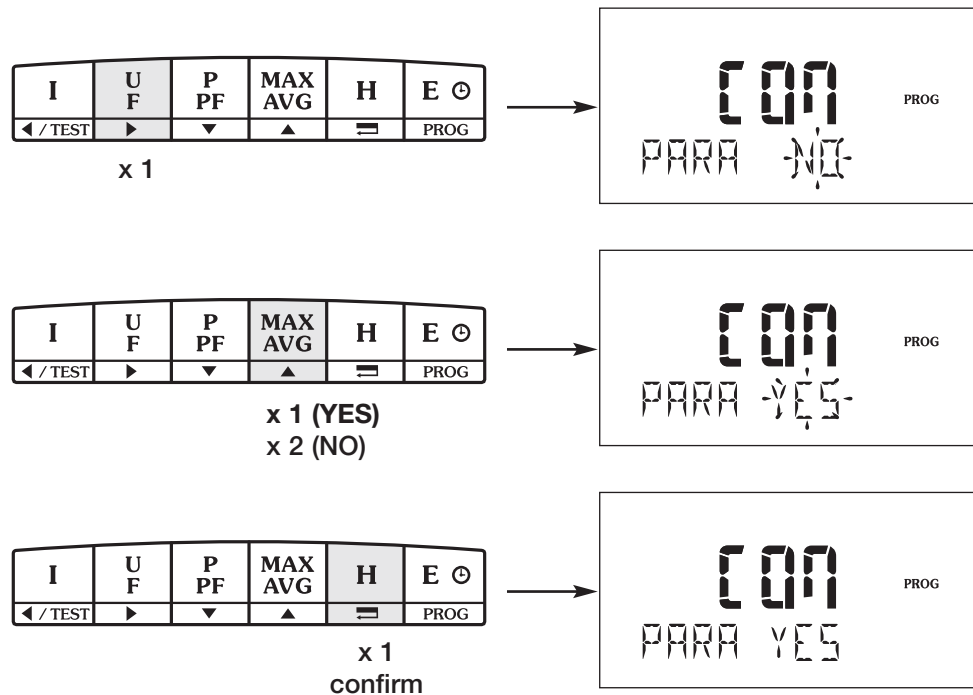 I U F P PF MAX AVG H E
/ TEST PROG
x 1
COM
PROG
PARA NO
I U F P PF MAX AVG H E
/ TEST PROG
x 1 (YES)
x 2 (NO)
COM
PROG
PARA YES
I U F P PF MAX AVG H E
/ TEST PROG
x 1
confirm
COM
PROG
PARA YES